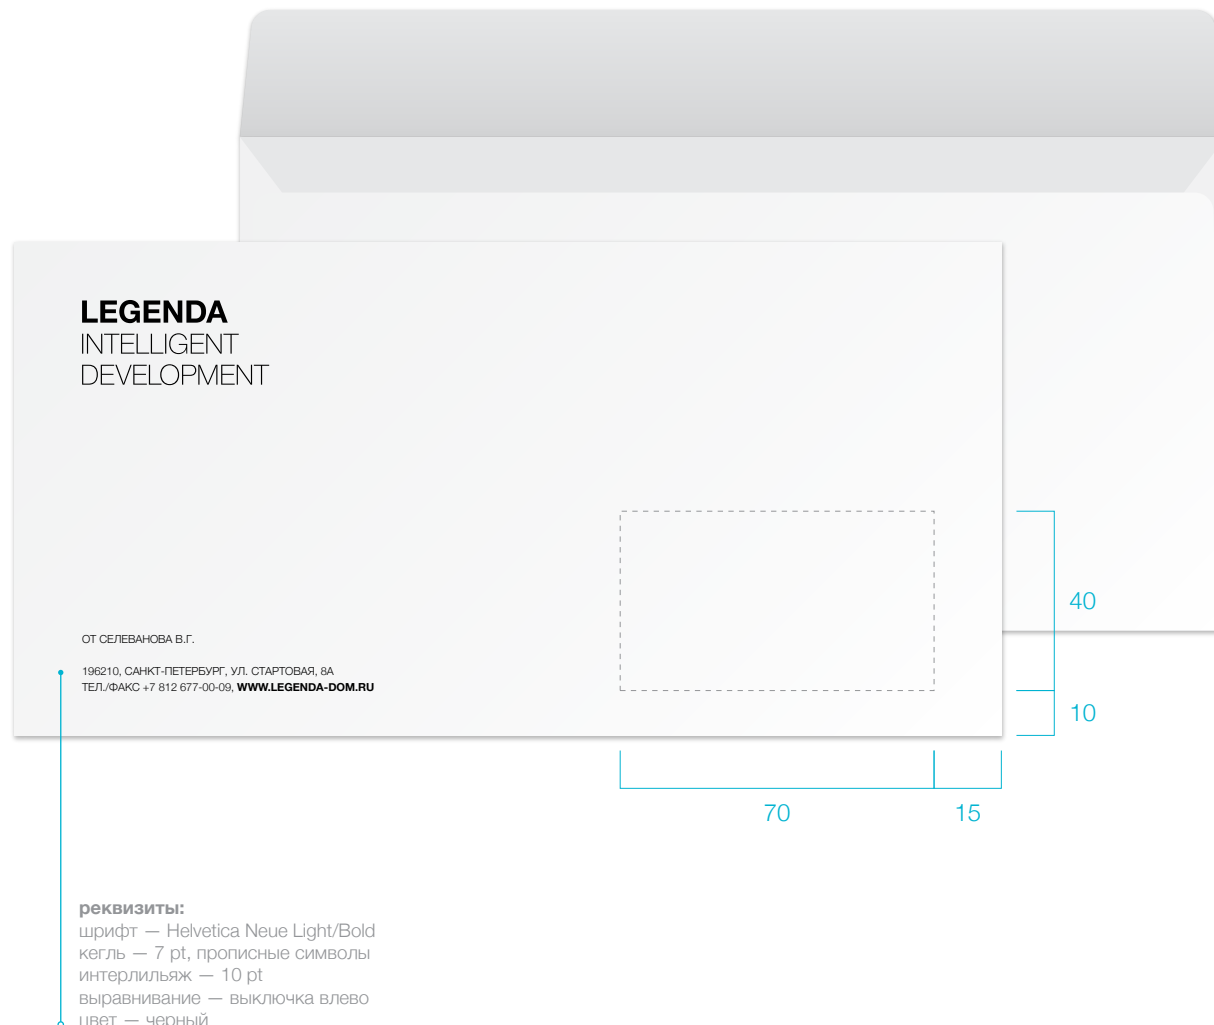 LEGENDA
INTELLIGENT
DEVELOPMENT
ОТ СЕЛЕВАНОВА В.Г.
196210, САНКТ-ПЕТЕРБУРГ, УЛ. СТАРТОВАЯ, 8А
ТЕЛ./ФАКС +7 812 677-00-09, WWW.LEGENDA-DOM.RU
40
10
70
15
реквизиты:
шрифт — Helvetica Neue Light/Bold
кегль — 7 pt, прописные символы
интерлильяж — 10 pt
выравнивание — выключка влево
цвет — черный